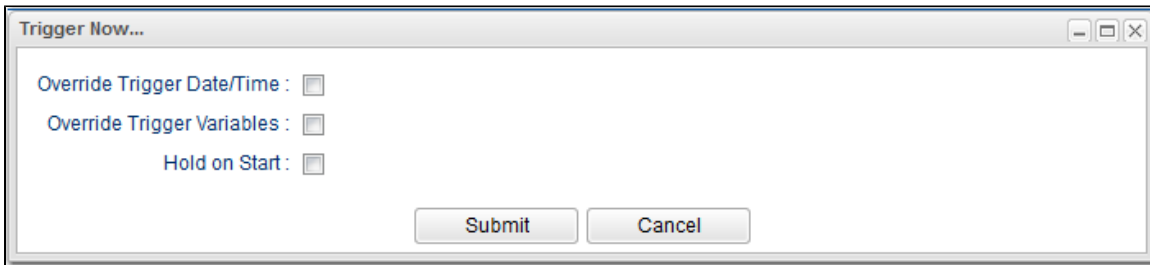 Trigger Now...
Override Trigger Date/Time :
Override Trigger Variables :
Hold on Start :
Submit Cancel